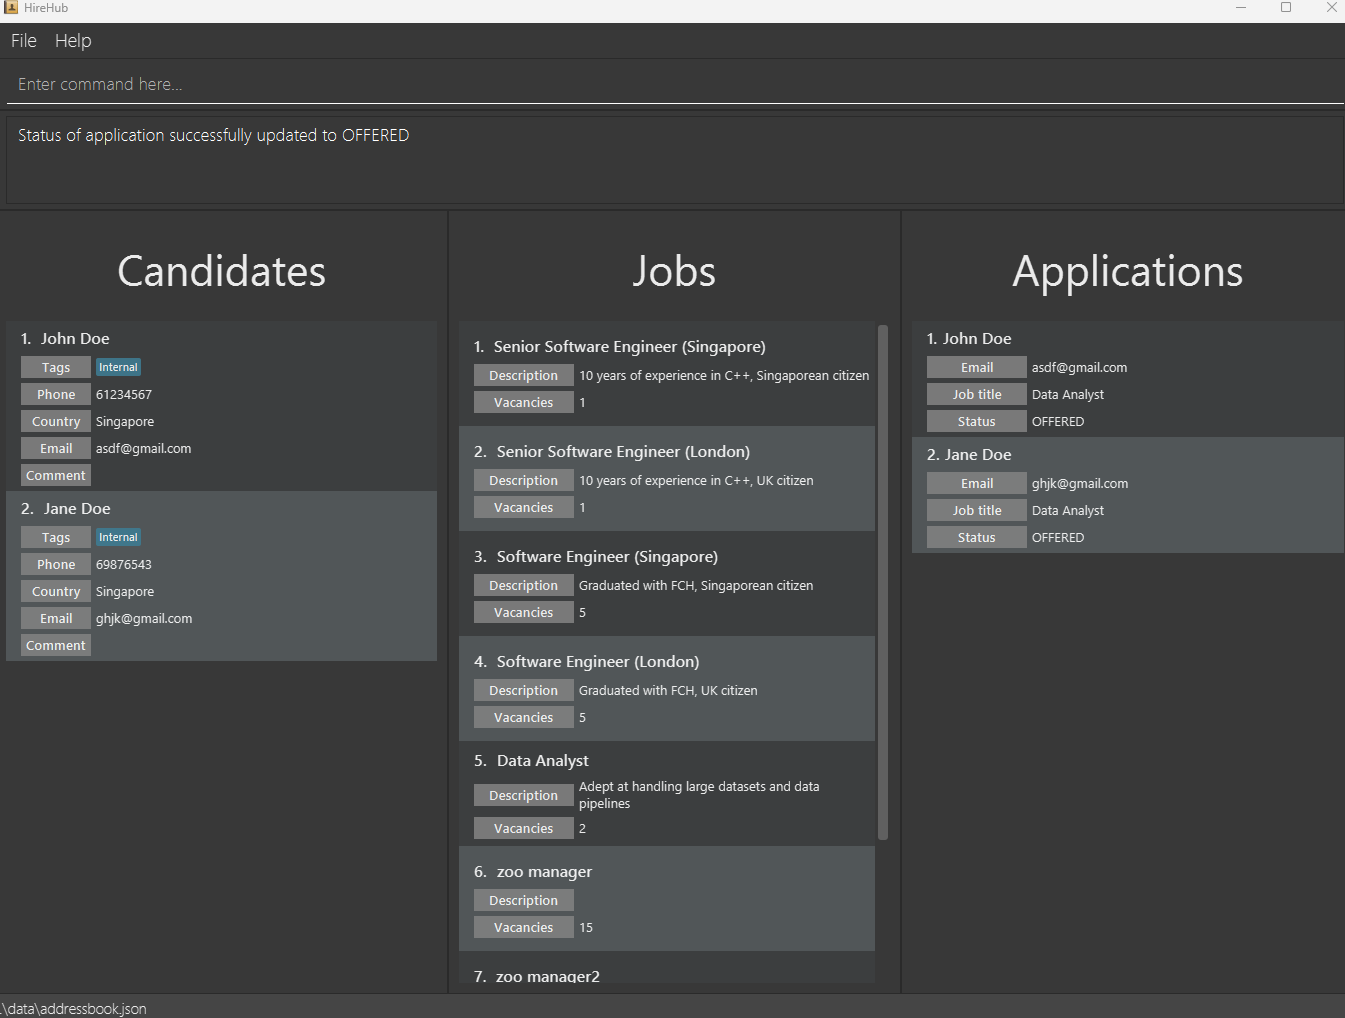 HireHub
File Help
Enter command here...
Status of application successfully updated to OFFERED
Candidates
1. John Doe
Tags Internal
Phone 61234567
Country Singapore
Email asdf@gmail.com
Comment
2. Jane Doe
Tags Internal
Phone 69876543
Country Singapore
Email ghjk@gmail.com
Comment
Jobs
1. Senior Software Engineer (Singapore)
Description 10 years of experience in C++, Singaporean citizen
Vacancies 1
2. Senior Software Engineer (London)
Description 10 years of experience in C++, UK citizen
Vacancies 1
3. Software Engineer (Singapore)
Description Graduated with FCH, Singaporean citizen
Vacancies 5
4. Software Engineer (London)
Description Graduated with FCH, UK citizen
Vacancies 5
5. Data Analyst
Description Adept at handling large datasets and data
pipelines
Vacancies 2
6. zoo manager
Description
Vacancies 15
7. zoo manager2
Applications
1. John Doe
Email asdf@gmail.com
Job title Data Analyst
Status OFFERED
2. Jane Doe
Email ghjk@gmail.com
Job title Data Analyst
Status OFFERED
.\data\addressbook.json